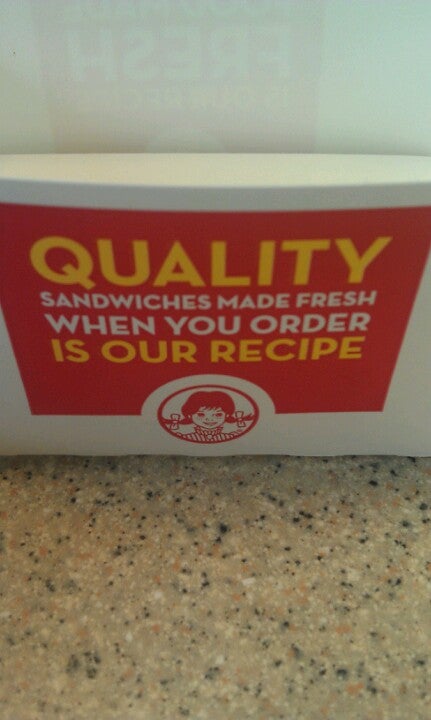 QUALITY
SANDWICHES MADE FRESH
WHEN YOU ORDER
IS OUR RECIPE